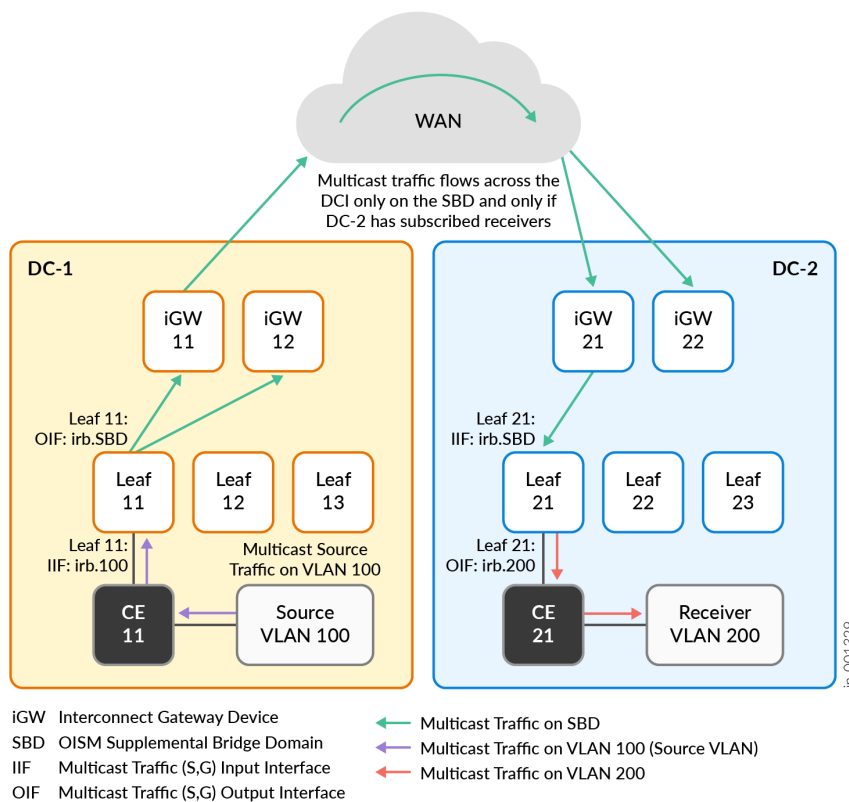 WAN
Multicast traffic flows across the
DCI only on the SBD and only if
DC-2 has subscribed receivers
DC-1
iGW
11
iGW
12
Leaf 11:
OIF: irb.SBD
Leaf
11
Leaf
12
Leaf
13
Leaf 11:
IIF: irb.100
Multicast Source
Traffic on VLAN 100
CE
11
Source
VLAN 100
DC-2
iGW
21
iGW
22
Leaf 21:
IIF: irb.SBD
Leaf
21
Leaf
22
Leaf
23
Leaf 21:
OIF: irb.200
CE
21
Receiver
VLAN 200
iGW Interconnect Gateway Device
SBD OISM Supplemental Bridge Domain
IIF Multicast Traffic (S,G) Input Interface
OIF Multicast Traffic (S,G) Output Interface
Multicast Traffic on SBD
Multicast Traffic on VLAN 100 (Source VLAN)
Multicast Traffic on VLAN 200